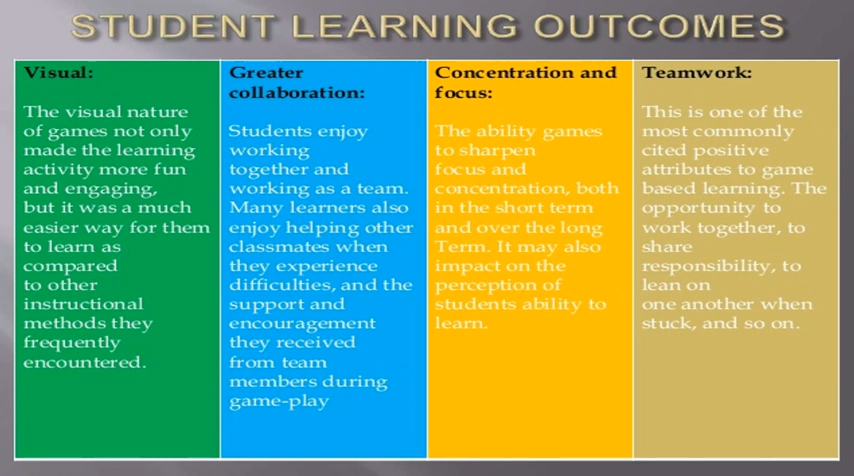 STUDENT LEARNING OUTCOMES
Visual:
The visual nature
of games not only
made the learning
activity more fun
and engaging,
but it was a much
easier way for them
to learn as
compared
to other
instructional
methods they
frequently
encountered.
Greater
collaboration:
Students enjoy
working
together and
working as a team.
Many learners also
enjoy helping other
classmates when
they experience
difficulties, and the
support and
encouragement
they received
from team
members during
game-play
Concentration and
focus:
The ability games
to sharpen
focus and
concentration, both
in the short term
and over the long
Term. It may also
impact on the
perception of
students ability to
learn.
Teamwork:
This is one of the
most commonly
cited positive
attributes to game
based learning. The
opportunity to
work together, to
share
responsibility, to
lean on
one another when
stuck, and so on.